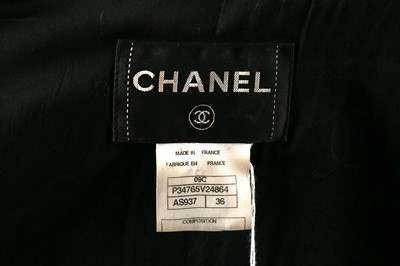 CHANEL
MADE IN FRANCE
FABRIQUE EN FRANCE
09C
P34765V24864
AS937 36
COMPOSITION